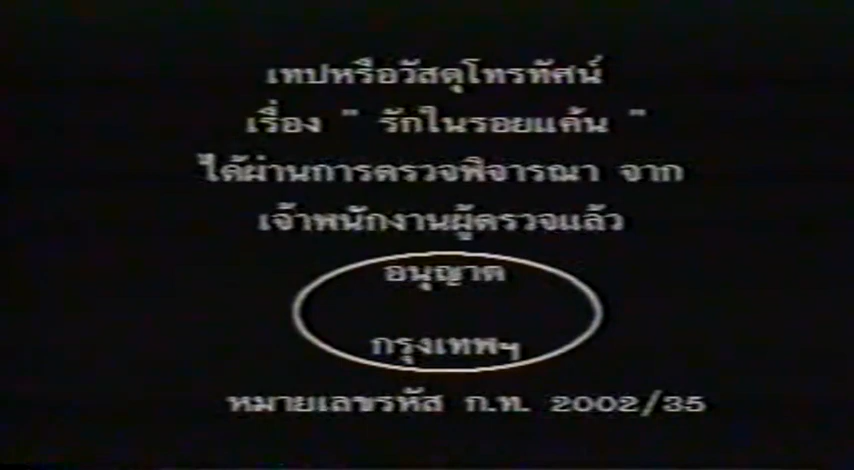 เทปหรือวัสดุโทรทัศน์
เรื่อง " รักในรอยแค้น "
ได้ผ่านการตรวจพิจารณา จาก
เจ้าพนักงานผู้ตรวจแล้ว
อนุญาต
กรุงเทพฯ
หมายเลขรหัส ก.ท. 2002/35